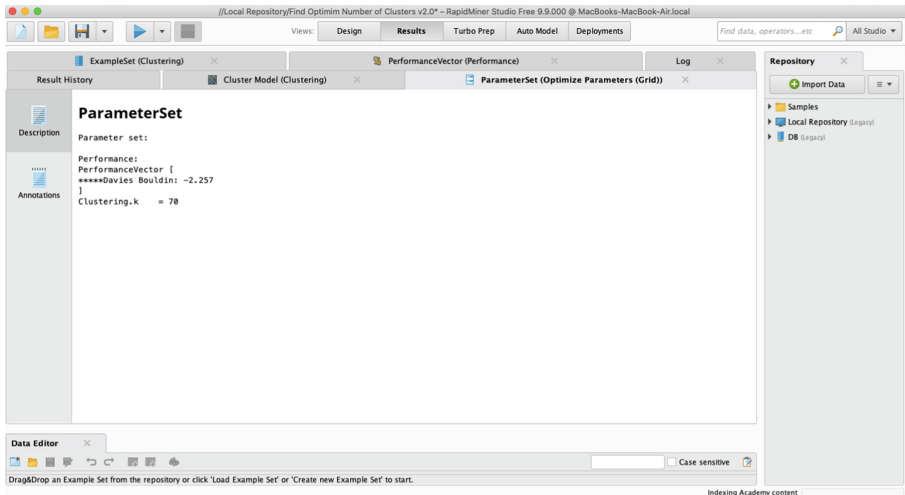 //Local Repository/Find Optimim Number of Clusters v2.0* – RapidMiner Studio Free 9.9.000 @ MacBooks-MacBook-Air.local
Views: Design Results Turbo Prep Auto Model Deployments Find data, operators...etc All Studio
ExampleSet (Clustering) PerformanceVector (Performance) Log
Result History Cluster Model (Clustering) ParameterSet (Optimize Parameters (Grid))
Description
Annotations
ParameterSet
Parameter set:
Performance:
PerformanceVector [
*****Davies Bouldin: -2.257
]
Clustering.k = 70
Repository
Import Data
Samples
Local Repository (Legacy)
DB (Legacy)
Data Editor
Case sensitive
Drag&Drop an Example Set from the repository or click 'Load Example Set' or 'Create new Example Set' to start.
Indexing Academy content